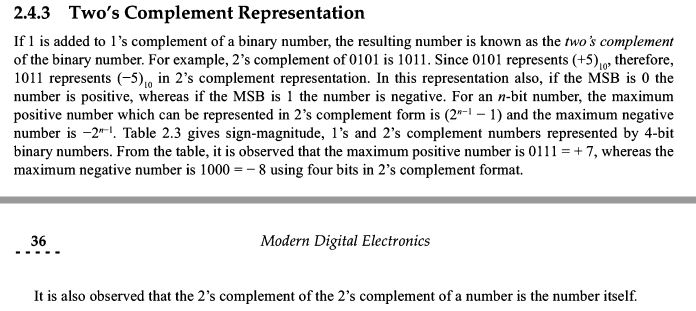 2.4.3 Two's Complement Representation
If 1 is added to 1's complement of a binary number, the resulting number is known as the two's complement
of the binary number. For example, 2's complement of 0101 is 1011. Since 0101 represents (+5)₁₀, therefore,
1011 represents (−5)₁₀ in 2's complement representation. In this representation also, if the MSB is 0 the
number is positive, whereas if the MSB is 1 the number is negative. For an n-bit number, the maximum
positive number which can be represented in 2's complement form is (2ⁿ⁻¹ − 1) and the maximum negative
number is −2ⁿ⁻¹. Table 2.3 gives sign-magnitude, 1's and 2's complement numbers represented by 4-bit
binary numbers. From the table, it is observed that the maximum positive number is 0111 = + 7, whereas the
maximum negative number is 1000 = − 8 using four bits in 2's complement format.
36 Modern Digital Electronics
It is also observed that the 2's complement of the 2's complement of a number is the number itself.